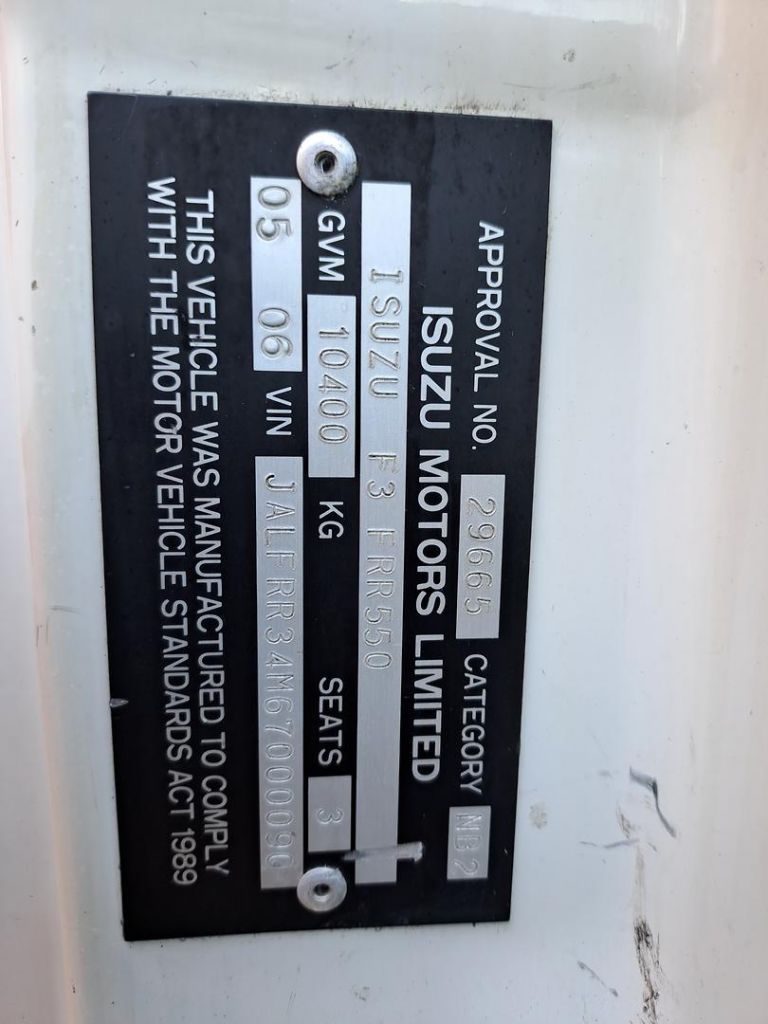 APPROVAL NO. 29665 CATEGORY NB2
ISUZU MOTORS LIMITED
ISUZU F3 FRR550
GVM 10400 KG SEATS 3
05 06 VIN JALFRR34M67000090
THIS VEHICLE WAS MANUFACTURED TO COMPLY
WITH THE MOTOR VEHICLE STANDARDS ACT 1989